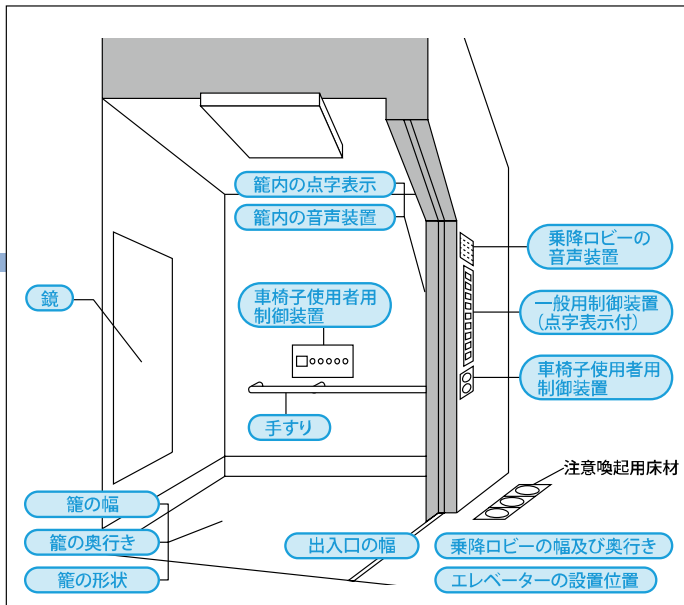 籠内の点字表示
籠内の音声装置
乗降ロビーの
音声装置
鏡
車椅子使用者用
制御装置
一般用制御装置
(点字表示付)
車椅子使用者用
制御装置
手すり
注意喚起用床材
籠の幅
籠の奥行き
籠の形状
出入口の幅
乗降ロビーの幅及び奥行き
エレベーターの設置位置